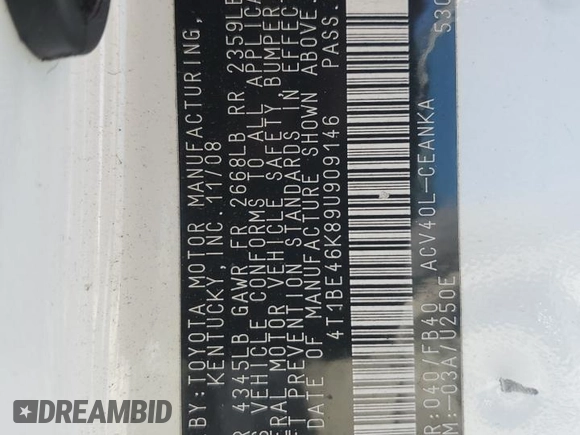 BY: TOYOTA MOTOR MANUFACTURING,
KENTUCKY, INC. 11/08
4345LB GAWR FR 2668LB RR 2359LB
VEHICLE CONFORMS TO ALL
MOTOR VEHICLE SAFETY, BUMPER
PREVENTION STANDARDS IN EFFECT
DATE OF MANUFACTURE SHOWN ABOVE.
4T1BE46K89U909146 PASS.
R:040/FB40 ACV40L-CEANKA 530
M:-03A/U250E
DREAMBID